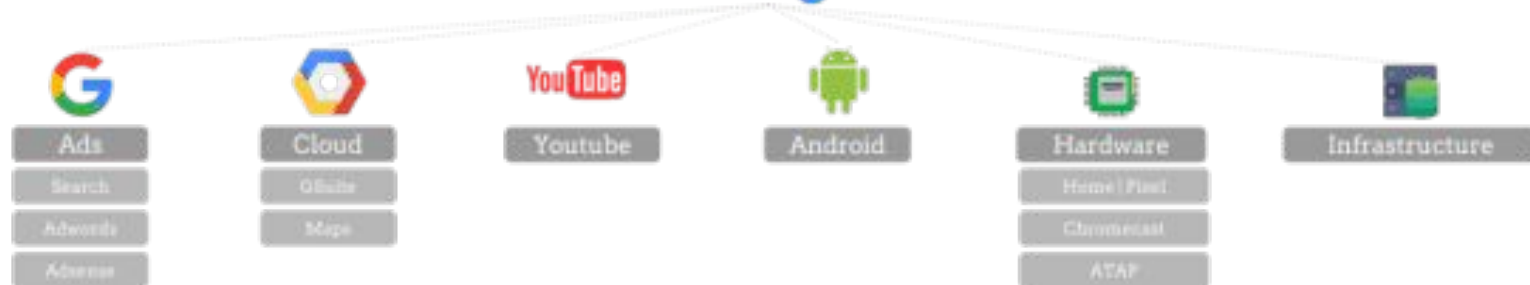 YouTube
Ads
Cloud
Youtube
Android
Hardware
Infrastructure
Search
GSuite
Home | Pixel
Adwords
Maps
Chromecast
Adsense
ATAP